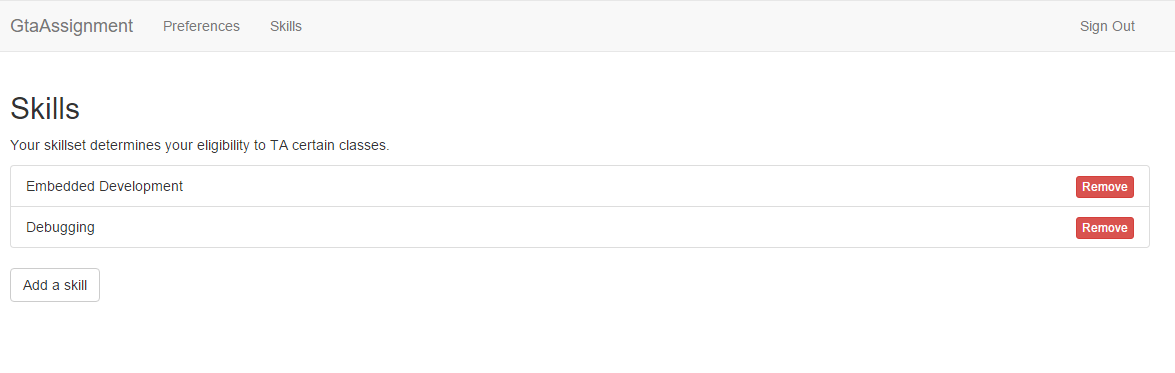 GtaAssignment Preferences Skills Sign Out
Skills
Your skillset determines your eligibility to TA certain classes.
Embedded Development Remove
Debugging Remove
Add a skill